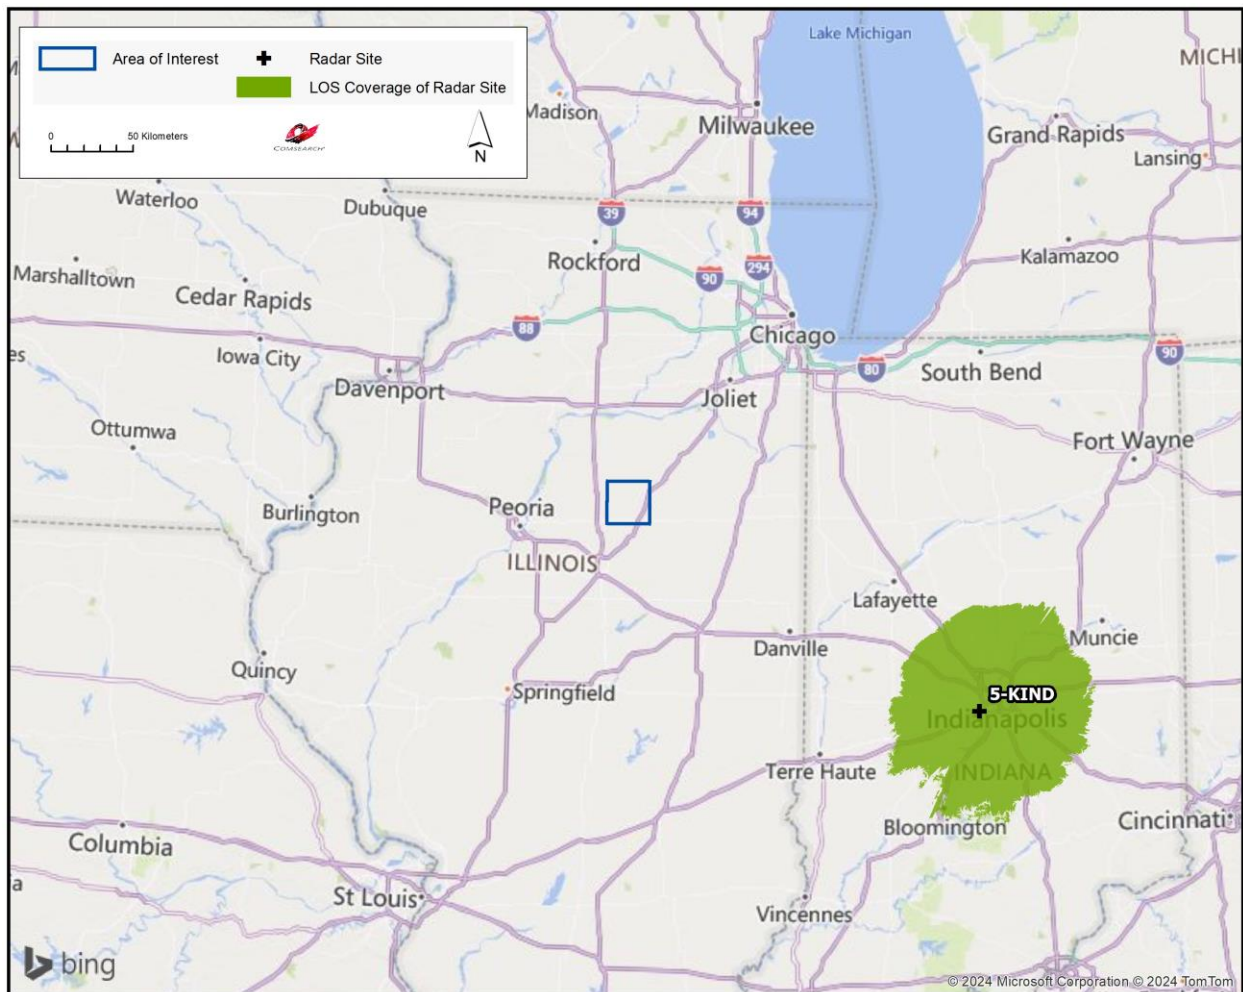 Area of Interest
Radar Site
LOS Coverage of Radar Site
0
50 Kilometers
COMSEARCH
N
Lake Michigan
MICHI
Madison
Milwaukee
Grand Rapids
Lansing
Waterloo
Dubuque
39
94
Rockford
90
294
Kalamazoo
Marshalltown
Cedar Rapids
88
Chicago
es
Iowa City
80
South Bend
90
Davenport
Joliet
Ottumwa
Fort Wayne
Burlington
Peoria
ILLINOIS
Lafayette
Muncie
Danville
Quincy
Springfield
5-KIND
Indianapolis
Terre Haute
INDIANA
Columbia
Bloomington
Cincinnati
a
St Louis
Vincennes
bing
© 2024 Microsoft Corporation © 2024 TomTom